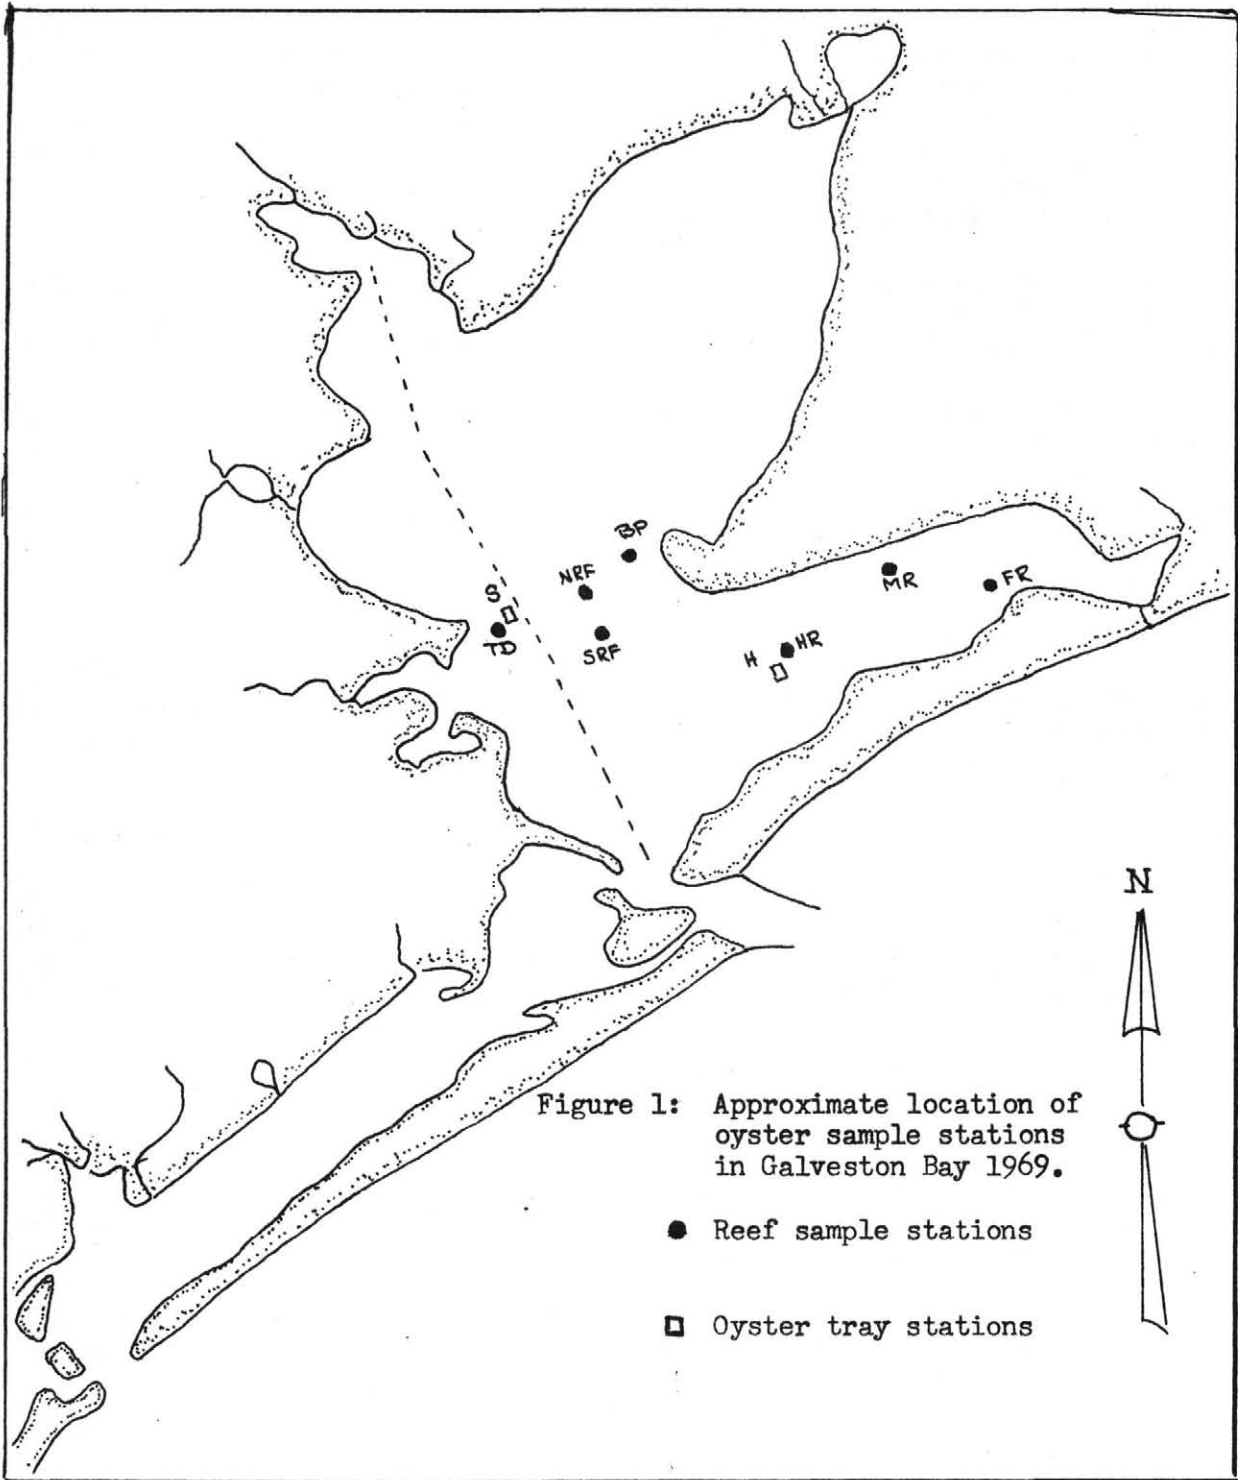 BP
NRF
S
TD
SRF
MR
FR
H HR
N
Figure 1: Approximate location of
oyster sample stations
in Galveston Bay 1969.
Reef sample stations
Oyster tray stations